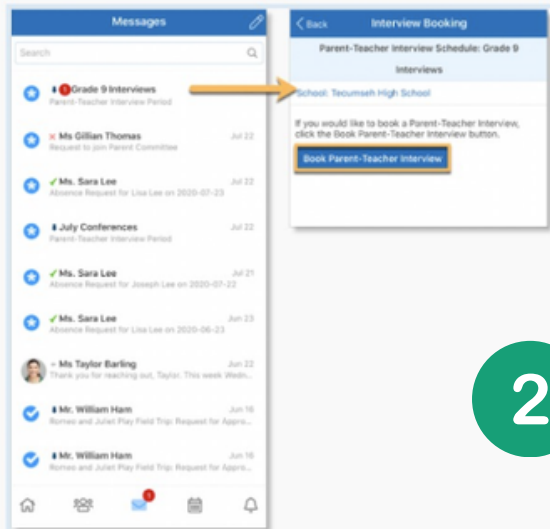 Messages
Search
1 Grade 9 Interviews
Parent-Teacher Interview Period
Ms Gillian Thomas Jul 22
Request to join Parent Committee
Ms. Sara Lee Jul 22
Absence Request for Lisa Lee on 2020-07-23
July Conferences Jul 22
Parent-Teacher Interview Period
Ms. Sara Lee Jul 21
Absence Request for Joseph Lee on 2020-07-22
Ms. Sara Lee Jun 23
Absence Request for Lisa Lee on 2020-06-23
Ms Taylor Barling Jun 22
Thank you for reaching out, Taylor. This week Wedn...
Mr. William Ham Jun 16
Romeo and Juliet Play Field Trip: Request for Appro...
Mr. William Ham Jun 16
Romeo and Juliet Play Field Trip: Request for Appro...
1
< Back Interview Booking
Parent-Teacher Interview Schedule: Grade 9
Interviews
School: Tecumseh High School
If you would like to book a Parent-Teacher Interview,
click the Book Parent-Teacher Interview button.
Book Parent-Teacher Interview
2